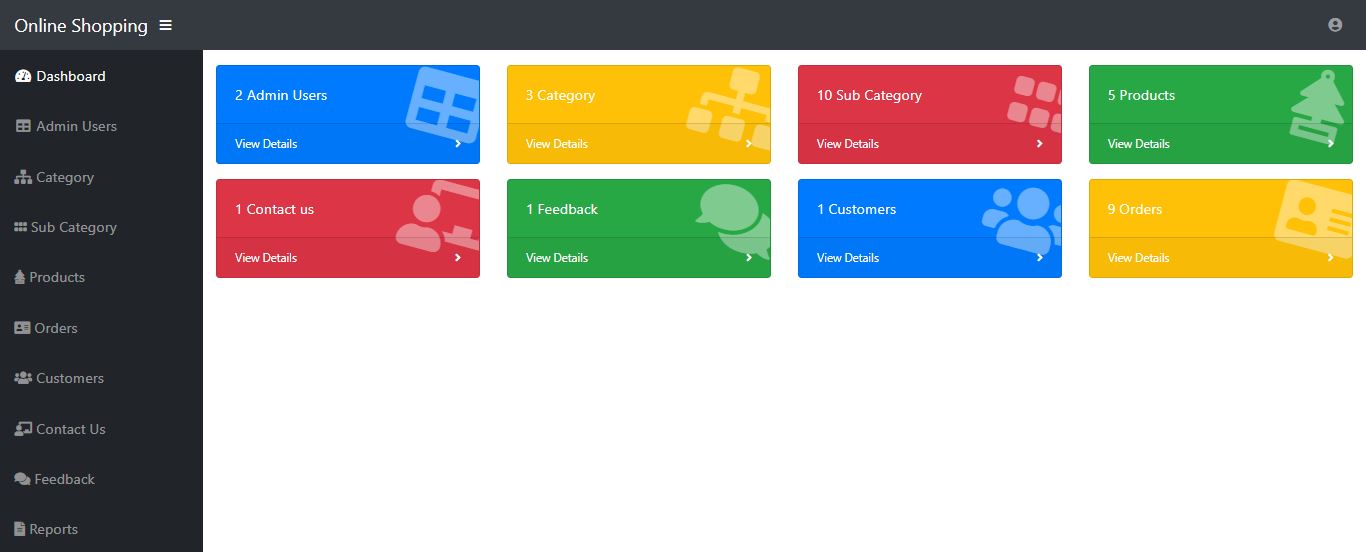 Online Shopping
Dashboard
Admin Users
Category
Sub Category
Products
Orders
Customers
Contact Us
Feedback
Reports
2 Admin Users
View Details
3 Category
View Details
10 Sub Category
View Details
5 Products
View Details
1 Contact us
View Details
1 Feedback
View Details
1 Customers
View Details
9 Orders
View Details